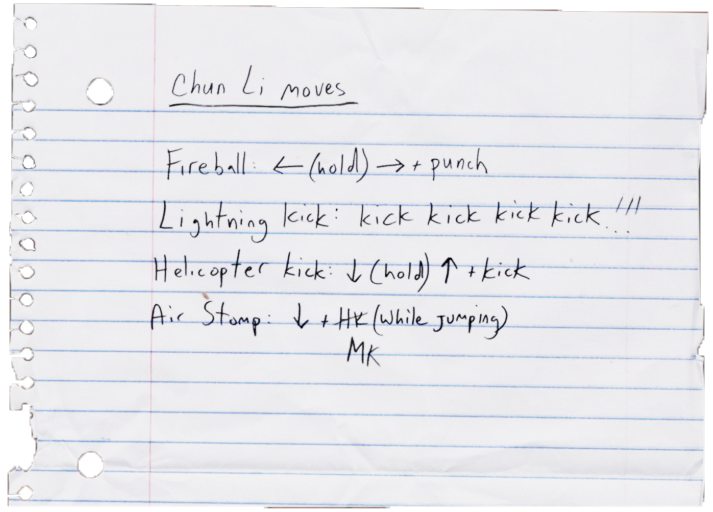 Chun Li moves
Fireball: ← (hold) → + punch
Lightning kick: kick kick kick kick...!!!
Helicopter kick: ↓ (hold) ↑ + kick
Air Stomp: ↓ + HK (while jumping)
MK